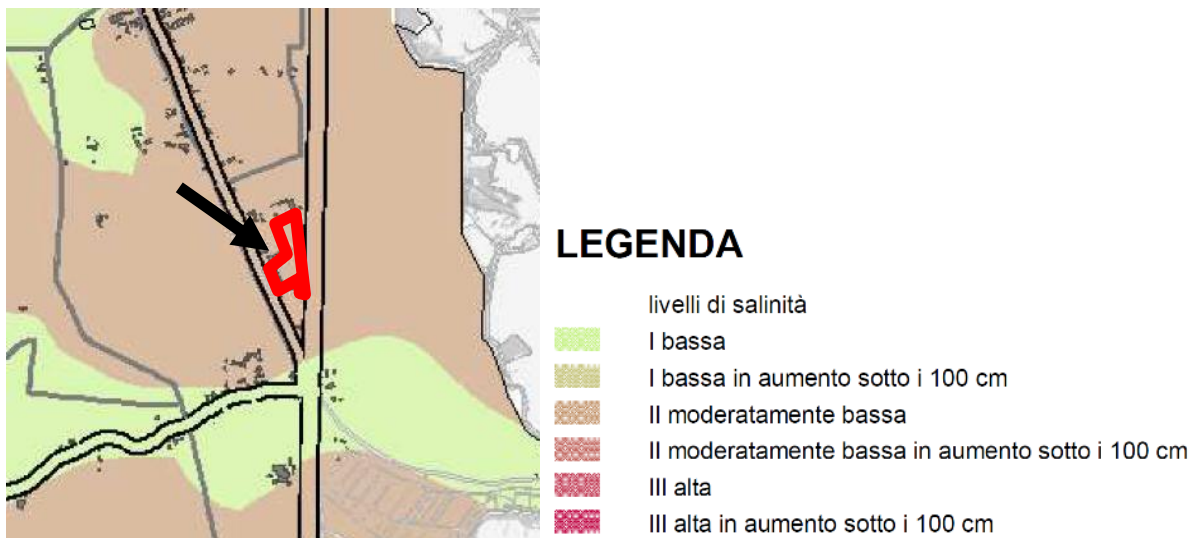 LEGENDA
livelli di salinità
I bassa
I bassa in aumento sotto i 100 cm
II moderatamente bassa
II moderatamente bassa in aumento sotto i 100 cm
III alta
III alta in aumento sotto i 100 cm